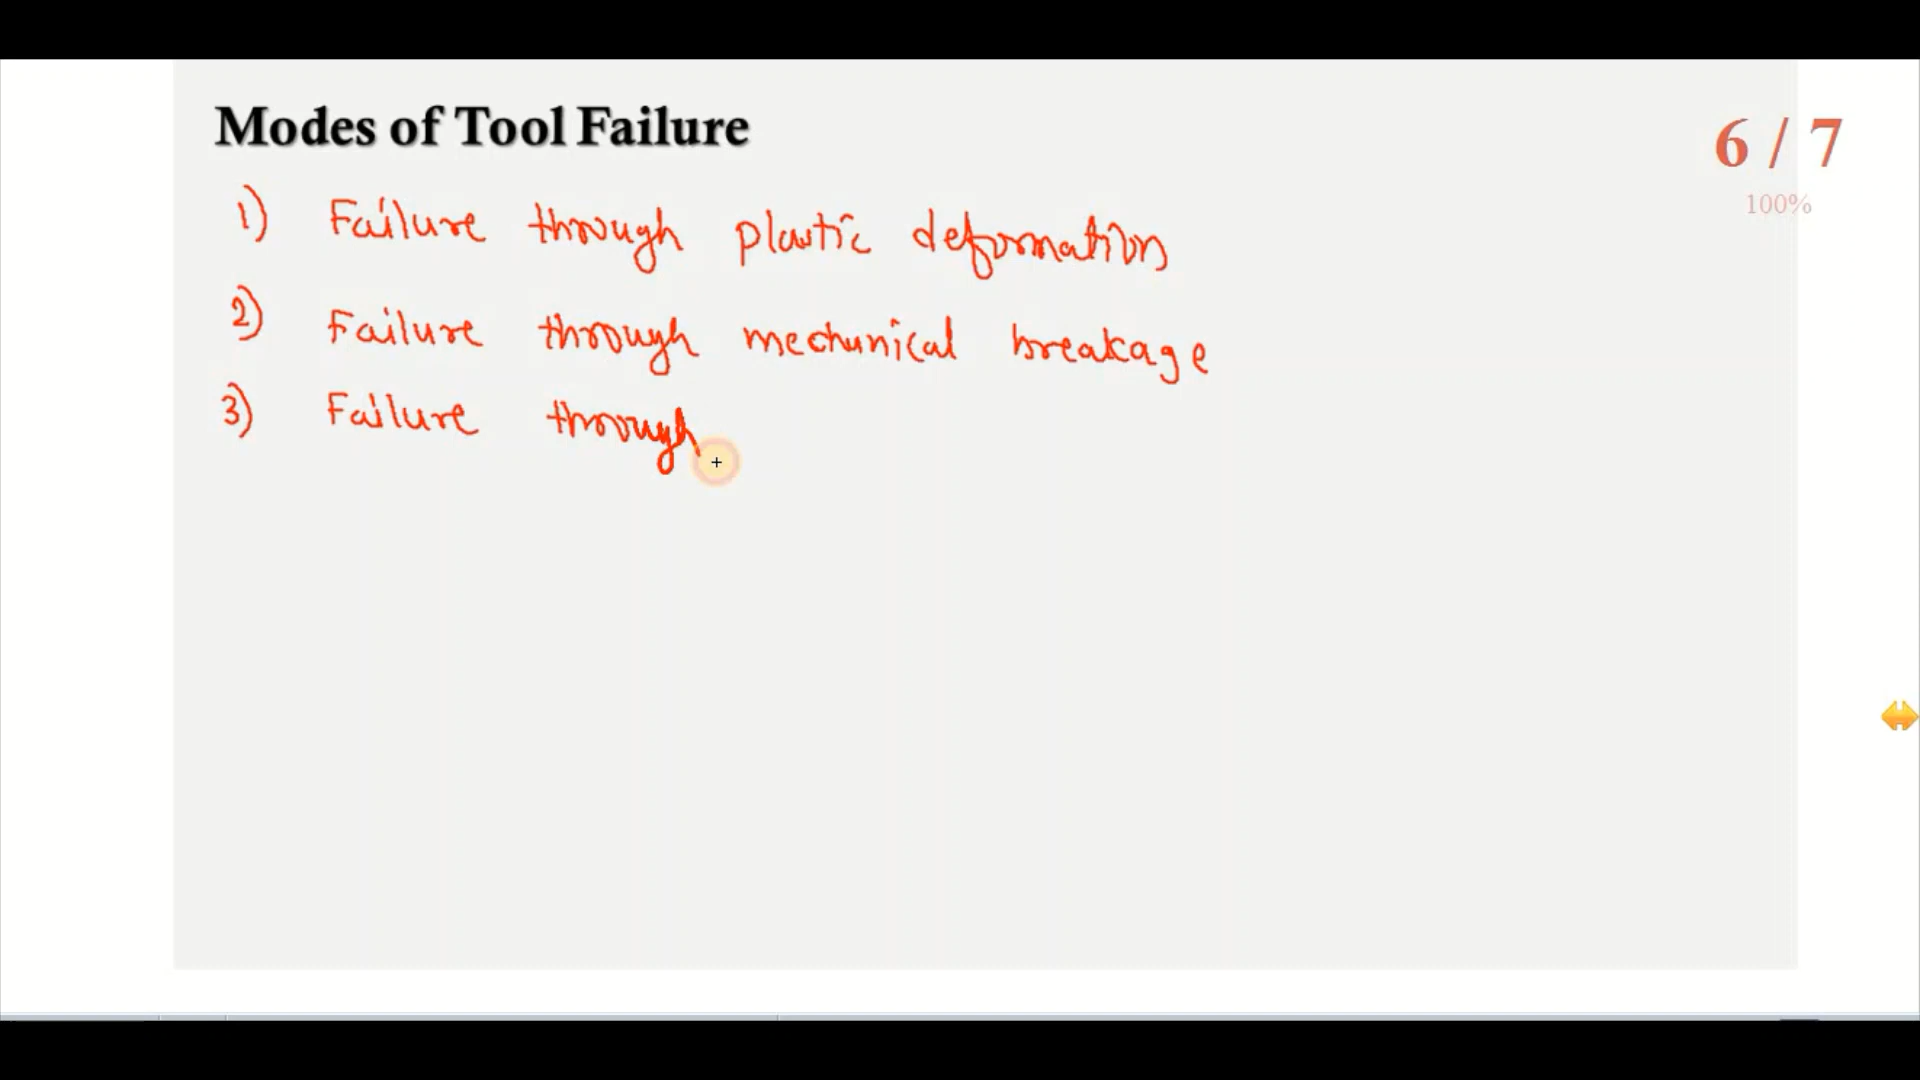 Modes of Tool Failure
6 / 7
100%
1) Failure through plastic deformation
2) Failure through mechanical breakage
3) Failure through